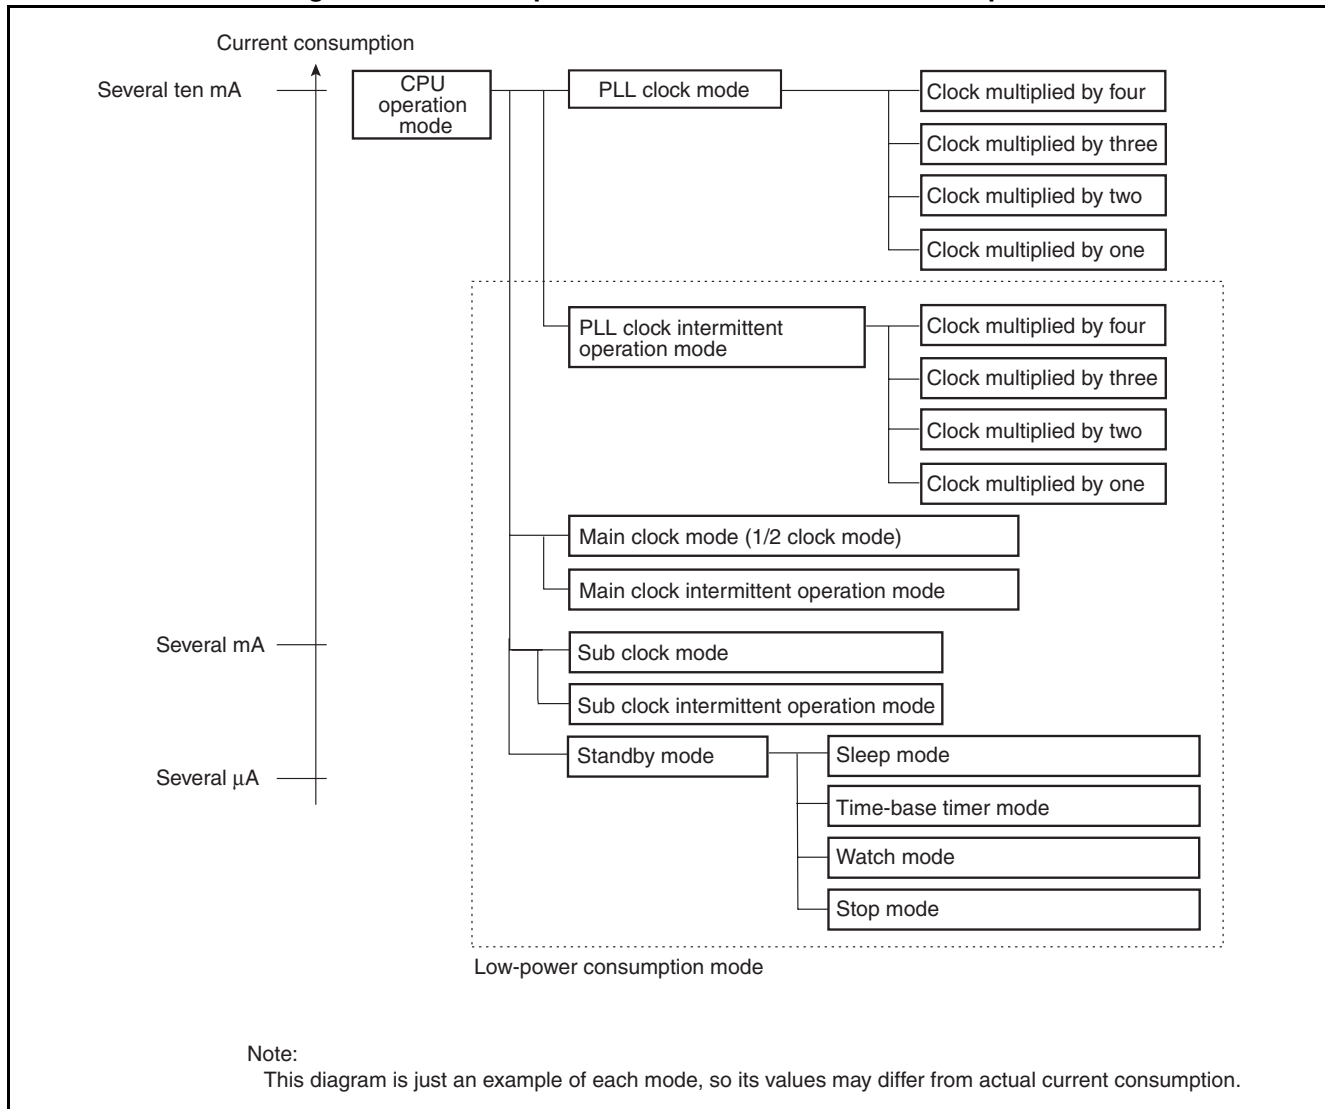 Current consumption
Several ten mA
CPU
operation
mode
PLL clock mode
Clock multiplied by four
Clock multiplied by three
Clock multiplied by two
Clock multiplied by one
PLL clock intermittent
operation mode
Clock multiplied by four
Clock multiplied by three
Clock multiplied by two
Clock multiplied by one
Main clock mode (1/2 clock mode)
Main clock intermittent operation mode
Several mA
Sub clock mode
Sub clock intermittent operation mode
Standby mode
Sleep mode
Several μA
Time-base timer mode
Watch mode
Stop mode
Low-power consumption mode
Note:
This diagram is just an example of each mode, so its values may differ from actual current consumption.